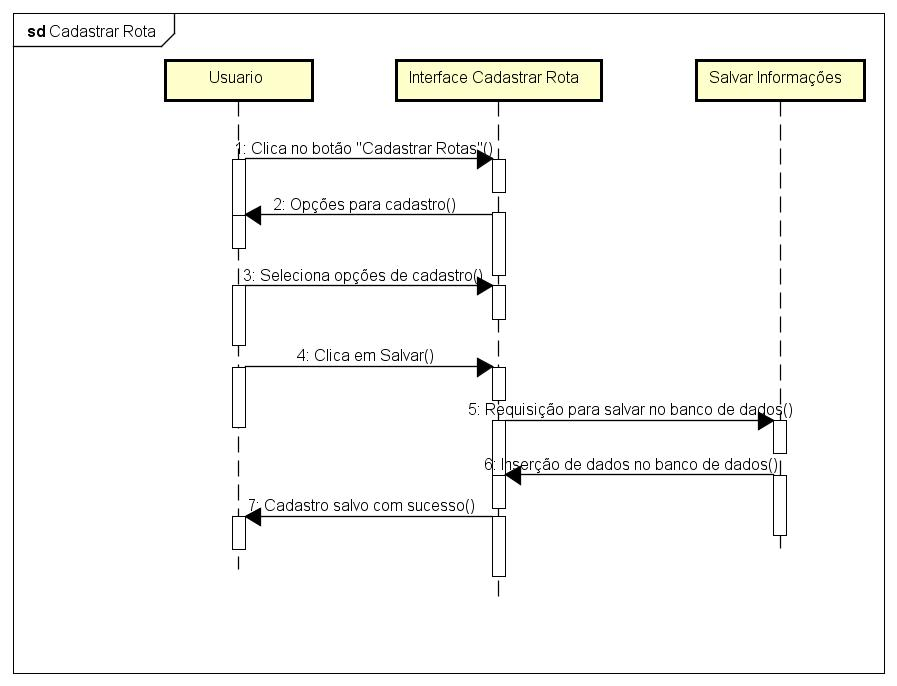 sd Cadastrar Rota
Usuario
Interface Cadastrar Rota
Salvar Informações
1: Clica no botão "Cadastrar Rotas"()
2: Opções para cadastro()
3: Seleciona opções de cadastro()
4: Clica em Salvar()
5: Requisição para salvar no banco de dados()
6: Inserção de dados no banco de dados()
7: Cadastro salvo com sucesso()